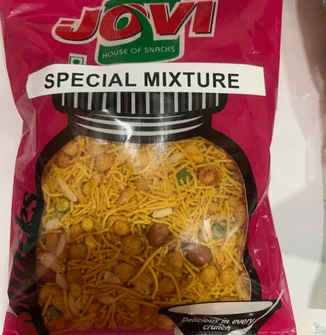 JOVI
HOUSE OF SNACKS
SPECIAL MIXTURE
Delicious in every
crunch